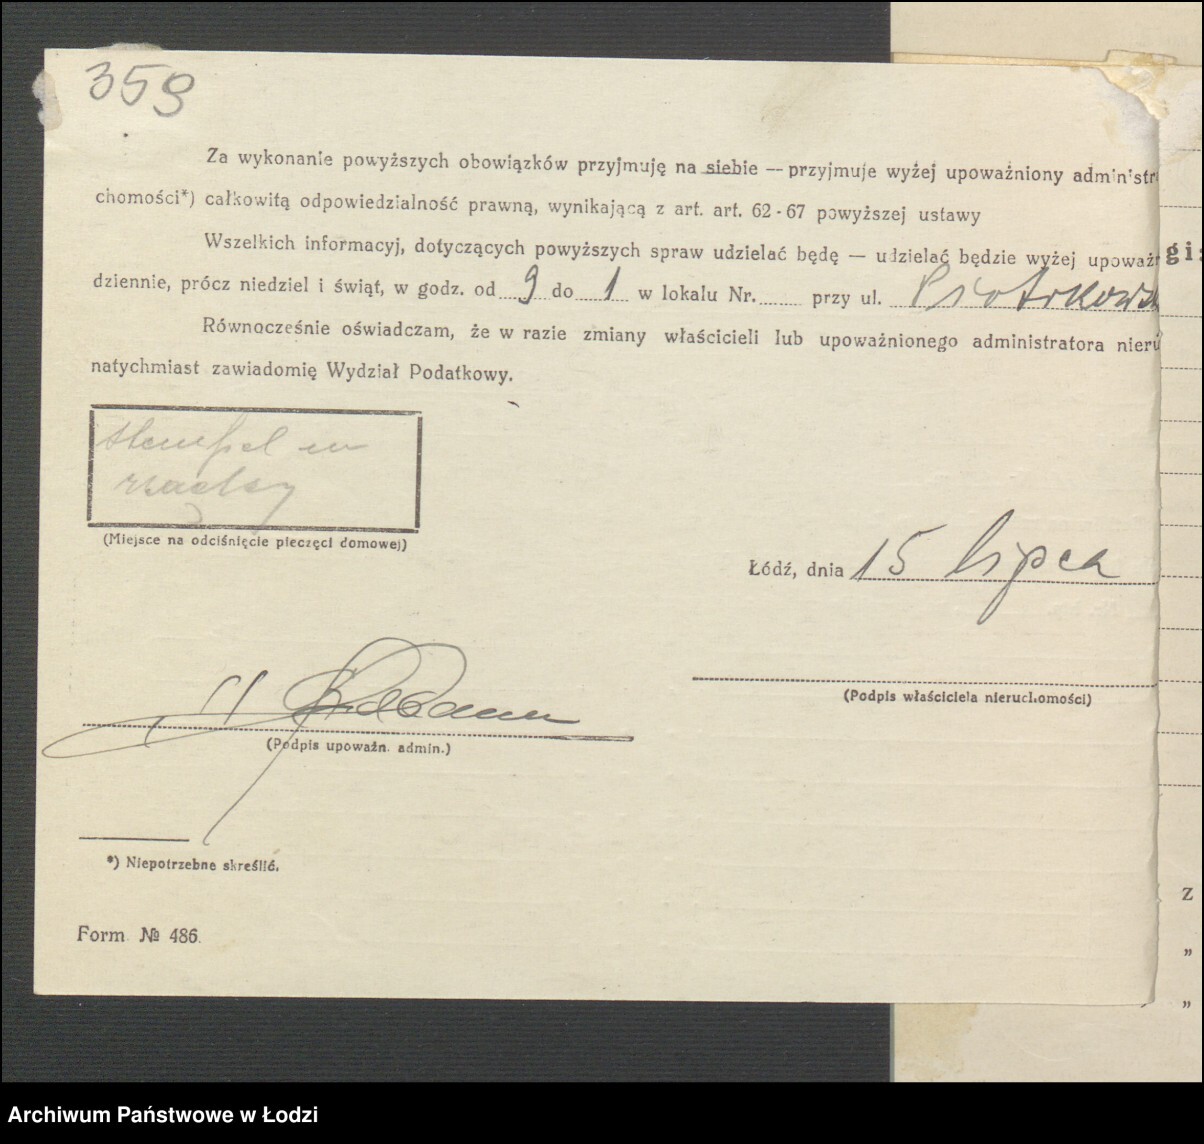 359
Za wykonanie powyższych obowiązków przyjmuję na siebie — przyjmuje wyżej upoważniony administr
chomości*) całkowitą odpowiedzialność prawną, wynikającą z art. art. 62-67 powyższej ustawy
Wszelkich informacyj, dotyczących powyższych spraw udzielać będę — udzielać będzie wyżej upoważn
dziennie, prócz niedziel i świąt, w godz. od 9 do 1 w lokalu Nr. ........ przy ul. Piotrkowsk
Równocześnie oświadczam, że w razie zmiany właścicieli lub upoważnionego administratora nieru
natychmiast zawiadomię Wydział Podatkowy.
stempel w
(Miejsce na odciśnięcie pieczęci domowej)
Łódź, dnia 15 lipca
(Podpis właściciela nieruchomości)
(Podpis upoważn. admin.)
*) Niepotrzebne skreślić.
Form № 486.
gi
z
"
"
Archiwum Państwowe w Łodzi